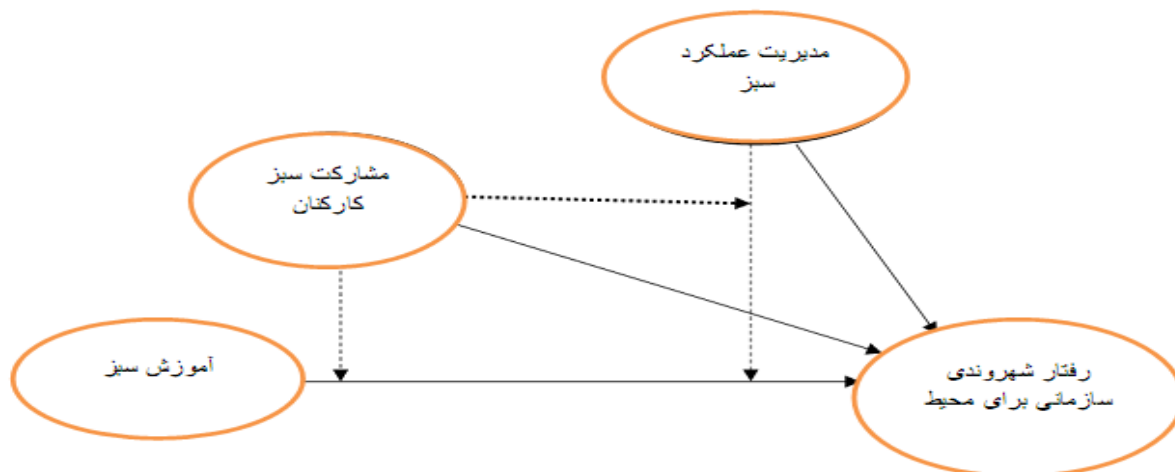 مدیریت عملکرد
سبز
مشارکت سبز
کارکنان
آموزش سبز
رفتار شهروندی
سازمانی برای محیط